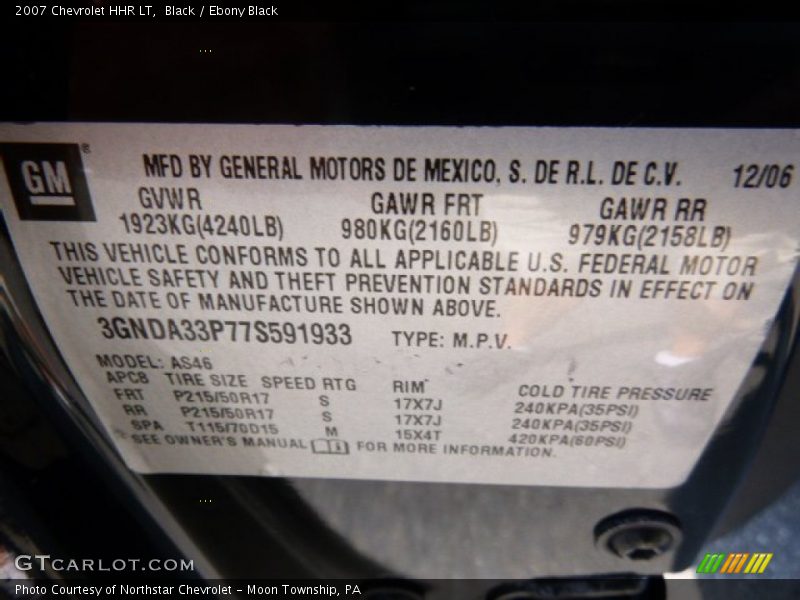 2007 Chevrolet HHR LT, Black / Ebony Black
GM®
MFD BY GENERAL MOTORS DE MEXICO, S. DE R.L. DE C.V. 12/06
GVWR GAWR FRT GAWR RR
1923KG(4240LB) 980KG(2160LB) 979KG(2158LB)
THIS VEHICLE CONFORMS TO ALL APPLICABLE U.S. FEDERAL MOTOR
VEHICLE SAFETY AND THEFT PREVENTION STANDARDS IN EFFECT ON
THE DATE OF MANUFACTURE SHOWN ABOVE.
3GNDA33P77S591933 TYPE: M.P.V.
MODEL: AS46
APC8 TIRE SIZE SPEED RTG RIM COLD TIRE PRESSURE
FRT P215/50R17 S 17X7J 240KPA(35PSI)
RR P215/50R17 S 17X7J 240KPA(35PSI)
SPA T115/70D15 M 15X4T 420KPA(60PSI)
SEE OWNER'S MANUAL FOR MORE INFORMATION.
GTCARLOT.COM
Photo Courtesy of Northstar Chevrolet - Moon Township, PA